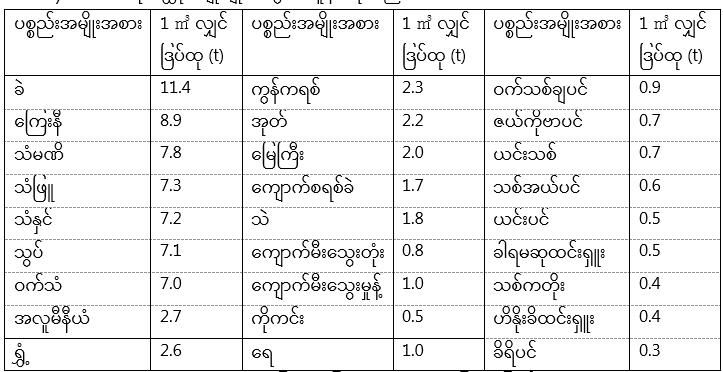 ပစ္စည်းအမျိုးအစား 1 ㎥ လျှင် ဒြပ်ထု (t) ပစ္စည်းအမျိုးအစား 1 ㎥ လျှင် ဒြပ်ထု (t) ပစ္စည်းအမျိုးအစား 1 ㎥ လျှင် ဒြပ်ထု (t)
ခဲ 11.4 ကွန်ကရစ် 2.3 ဝက်သစ်ချပင် 0.9
ကြေးနီ 8.9 အုတ် 2.2 ဇယ်ကိုဗာပင် 0.7
သံမဏိ 7.8 မြေကြီး 2.0 ယင်းသစ် 0.7
သံဖြူ 7.3 ကျောက်စရစ်ခဲ 1.7 သစ်အယ်ပင် 0.6
သံနှင် 7.2 သဲ 1.8 ယင်းပင် 0.5
သွပ် 7.1 ကျောက်မီးသွေးတုံး 0.8 ခါရမဆုထင်းရှူး 0.5
ဝက်သံ 7.0 ကျောက်မီးသွေးမှုန့် 1.0 သစ်ကတိုး 0.4
အလူမီနီယံ 2.7 ကိုကင်း 0.5 ဟိနိုးခိထင်းရှူး 0.4
ရွှံ့ 2.6 ရေ 1.0 ခိရိပင် 0.3